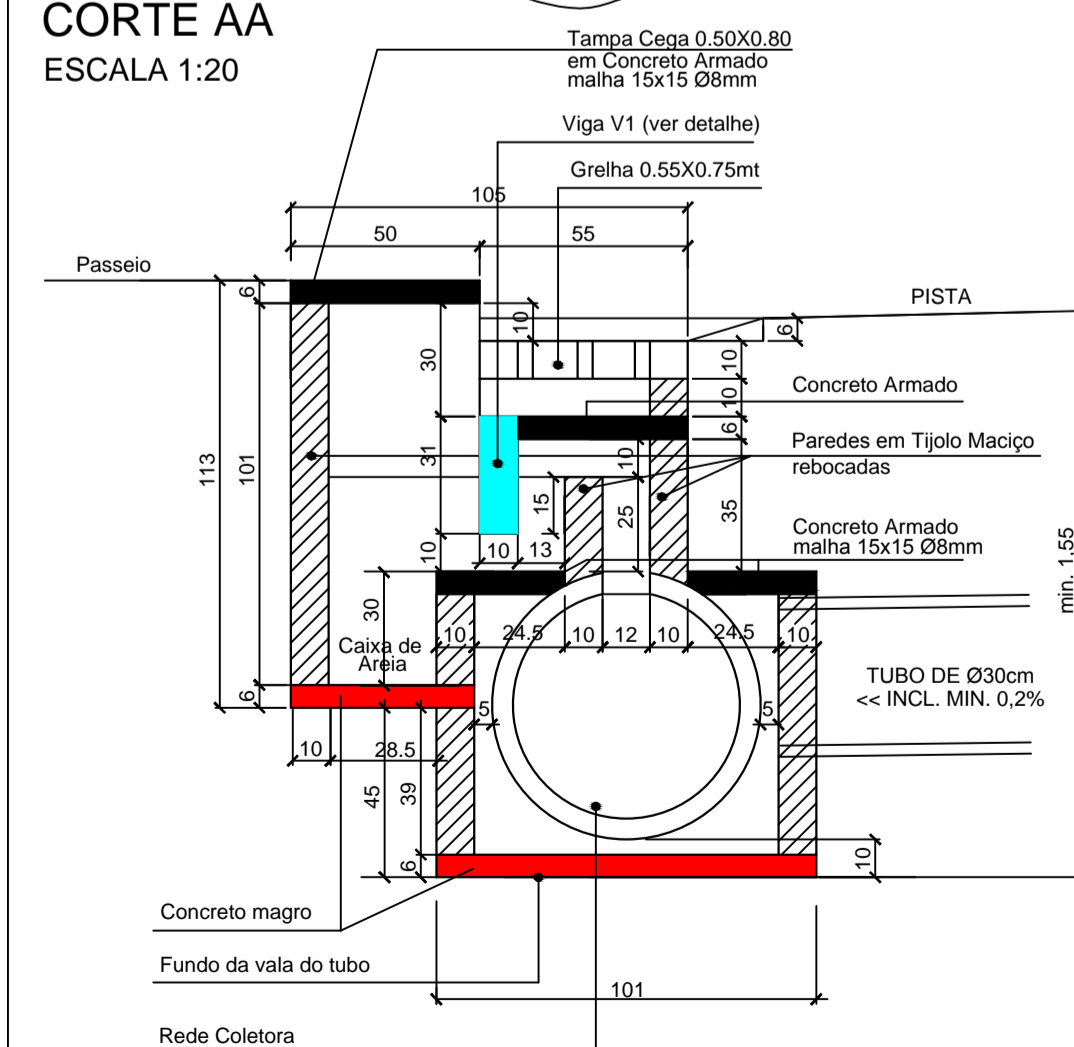 CORTE AA
ESCALA 1:20
Tampa Cega 0.50X0.80
em Concreto Armado
malha 15x15 Ø8mm
Viga V1 (ver detalhe)
Grelha 0.55X0.75mt
105
50
55
Passeio
6
10
PISTA
6
30
10
Concreto Armado
10
6
Paredes em Tijolo Maciço
rebocadas
113
101
31
10
15
25
35
Concreto Armado
malha 15x15 Ø8mm
min. 1.55
10
10
13
30
10
24.5
10
12
10
24.5
10
Caixa de
Areia
TUBO DE Ø30cm
<< INCL. MIN. 0,2%
6
5
5
10
28.5
45
39
6
10
Concreto magro
Fundo da vala do tubo
101
Rede Coletora